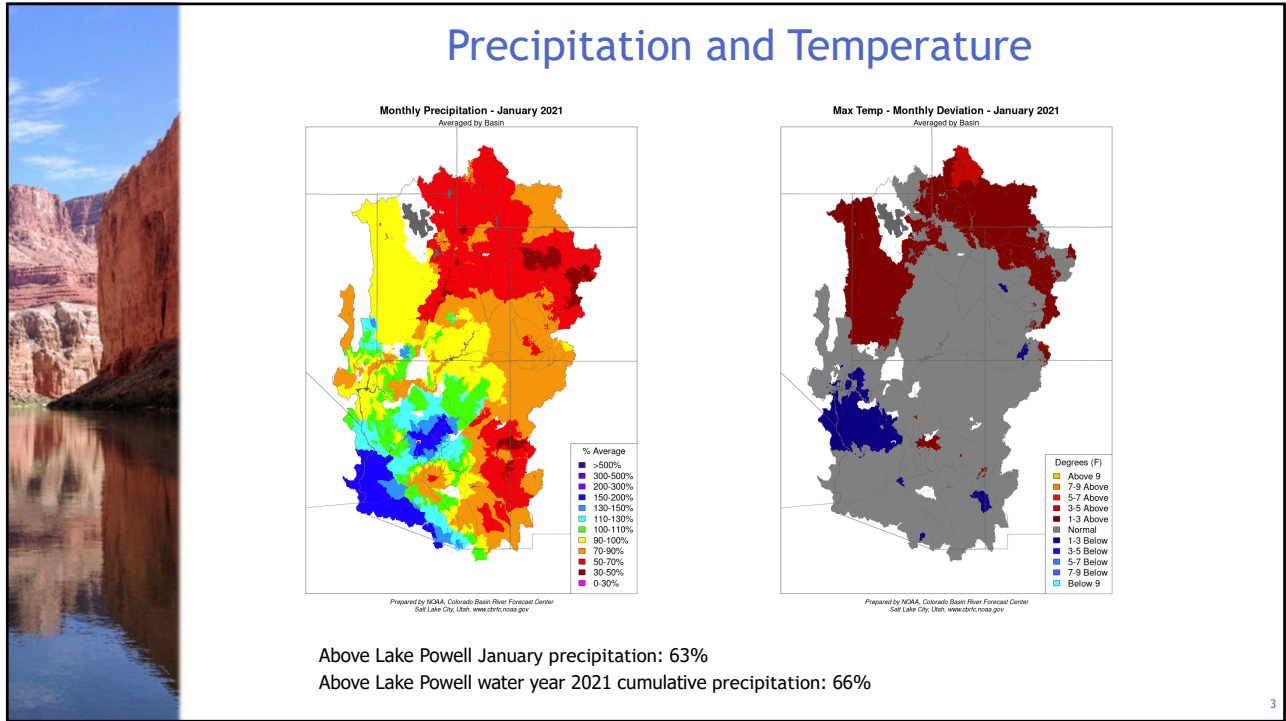 Precipitation and Temperature
Monthly Precipitation - January 2021
Averaged by Basin
% Average
>500%
300-500%
200-300%
150-200%
130-150%
110-130%
100-110%
90-100%
70-90%
50-70%
30-50%
0-30%
Prepared by NOAA, Colorado Basin River Forecast Center
Salt Lake City, Utah, www.cbrfc.noaa.gov
Max Temp - Monthly Deviation - January 2021
Averaged by Basin
Degrees (F)
Above 9
7-9 Above
5-7 Above
3-5 Above
1-3 Above
Normal
1-3 Below
3-5 Below
5-7 Below
7-9 Below
Below 9
Prepared by NOAA, Colorado Basin River Forecast Center
Salt Lake City, Utah, www.cbrfc.noaa.gov
Above Lake Powell January precipitation: 63%
Above Lake Powell water year 2021 cumulative precipitation: 66%
3